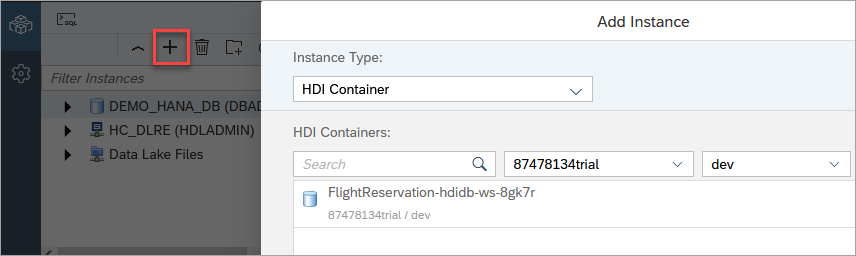 SQL
Filter Instances
DEMO_HANA_DB (DBAD
HC_DLRE (HDLADMIN)
Data Lake Files
Add Instance
Instance Type:
HDI Container
HDI Containers:
Search
87478134trial
dev
FlightReservation-hdidb-ws-8gk7r
87478134trial / dev